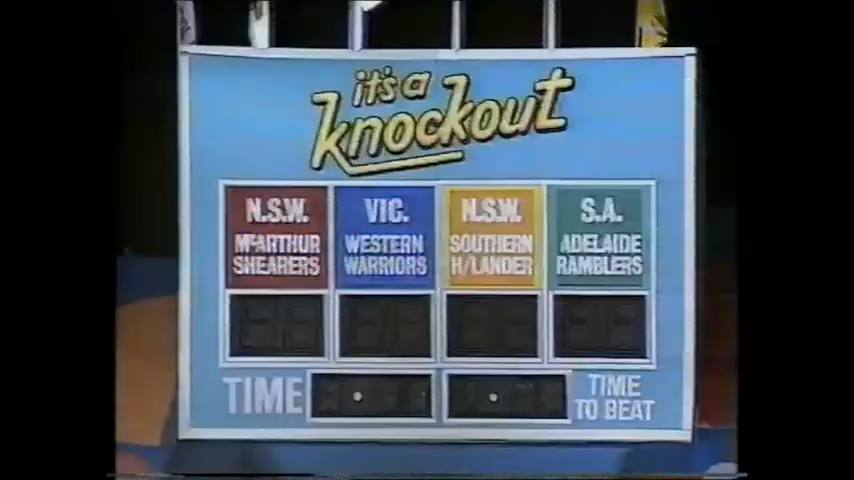 it's a
knockout
N.S.W.
McARTHUR
SHEARERS
VIC.
WESTERN
WARRIORS
N.S.W.
SOUTHERN
H/LANDER
S.A.
ADELAIDE
RAMBLERS
TIME
TIME
TO BEAT